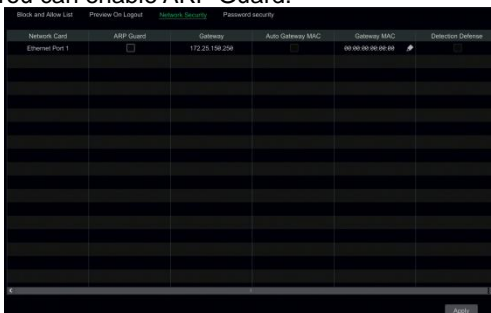 You can enable ARP Guard.
Block and Allow List Preview On Logout Network Security Password security
Network Card ARP Guard Gateway Auto Gateway MAC Gateway MAC Detection Defense
Ethernet Port 1 172.25.150.250 00:00:00:00:00:00
Apply